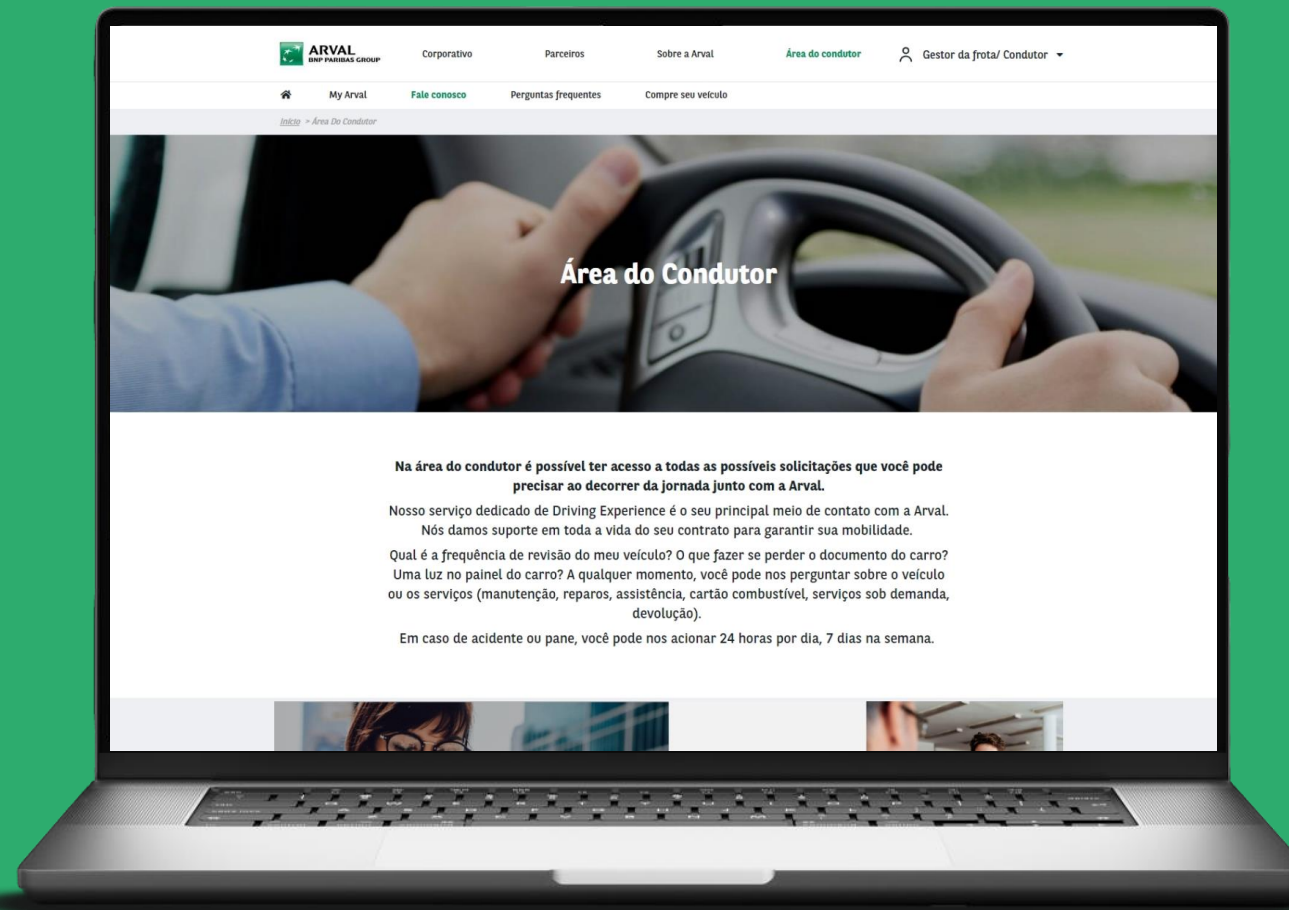 ARVAL
BNP PARIBAS GROUP
Corporativo
Parceiros
Sobre a Arval
Área do condutor
Gestor da frota/ Condutor
My Arval
Fale conosco
Perguntas frequentes
Compre seu veículo
Início » Área Do Condutor
Área do Condutor
Na área do condutor é possível ter acesso a todas as possíveis solicitações que você pode
precisar ao decorrer da jornada junto com a Arval.
Nosso serviço dedicado de Driving Experience é o seu principal meio de contato com a Arval.
Nós damos suporte em toda a vida do seu contrato para garantir sua mobilidade.
Qual é a frequência de revisão do meu veículo? O que fazer se perder o documento do carro?
Uma luz no painel do carro? A qualquer momento, você pode nos perguntar sobre o veículo
ou os serviços (manutenção, reparos, assistência, cartão combustível, serviços sob demanda,
devolução).
Em caso de acidente ou pane, você pode nos acionar 24 horas por dia, 7 dias na semana.